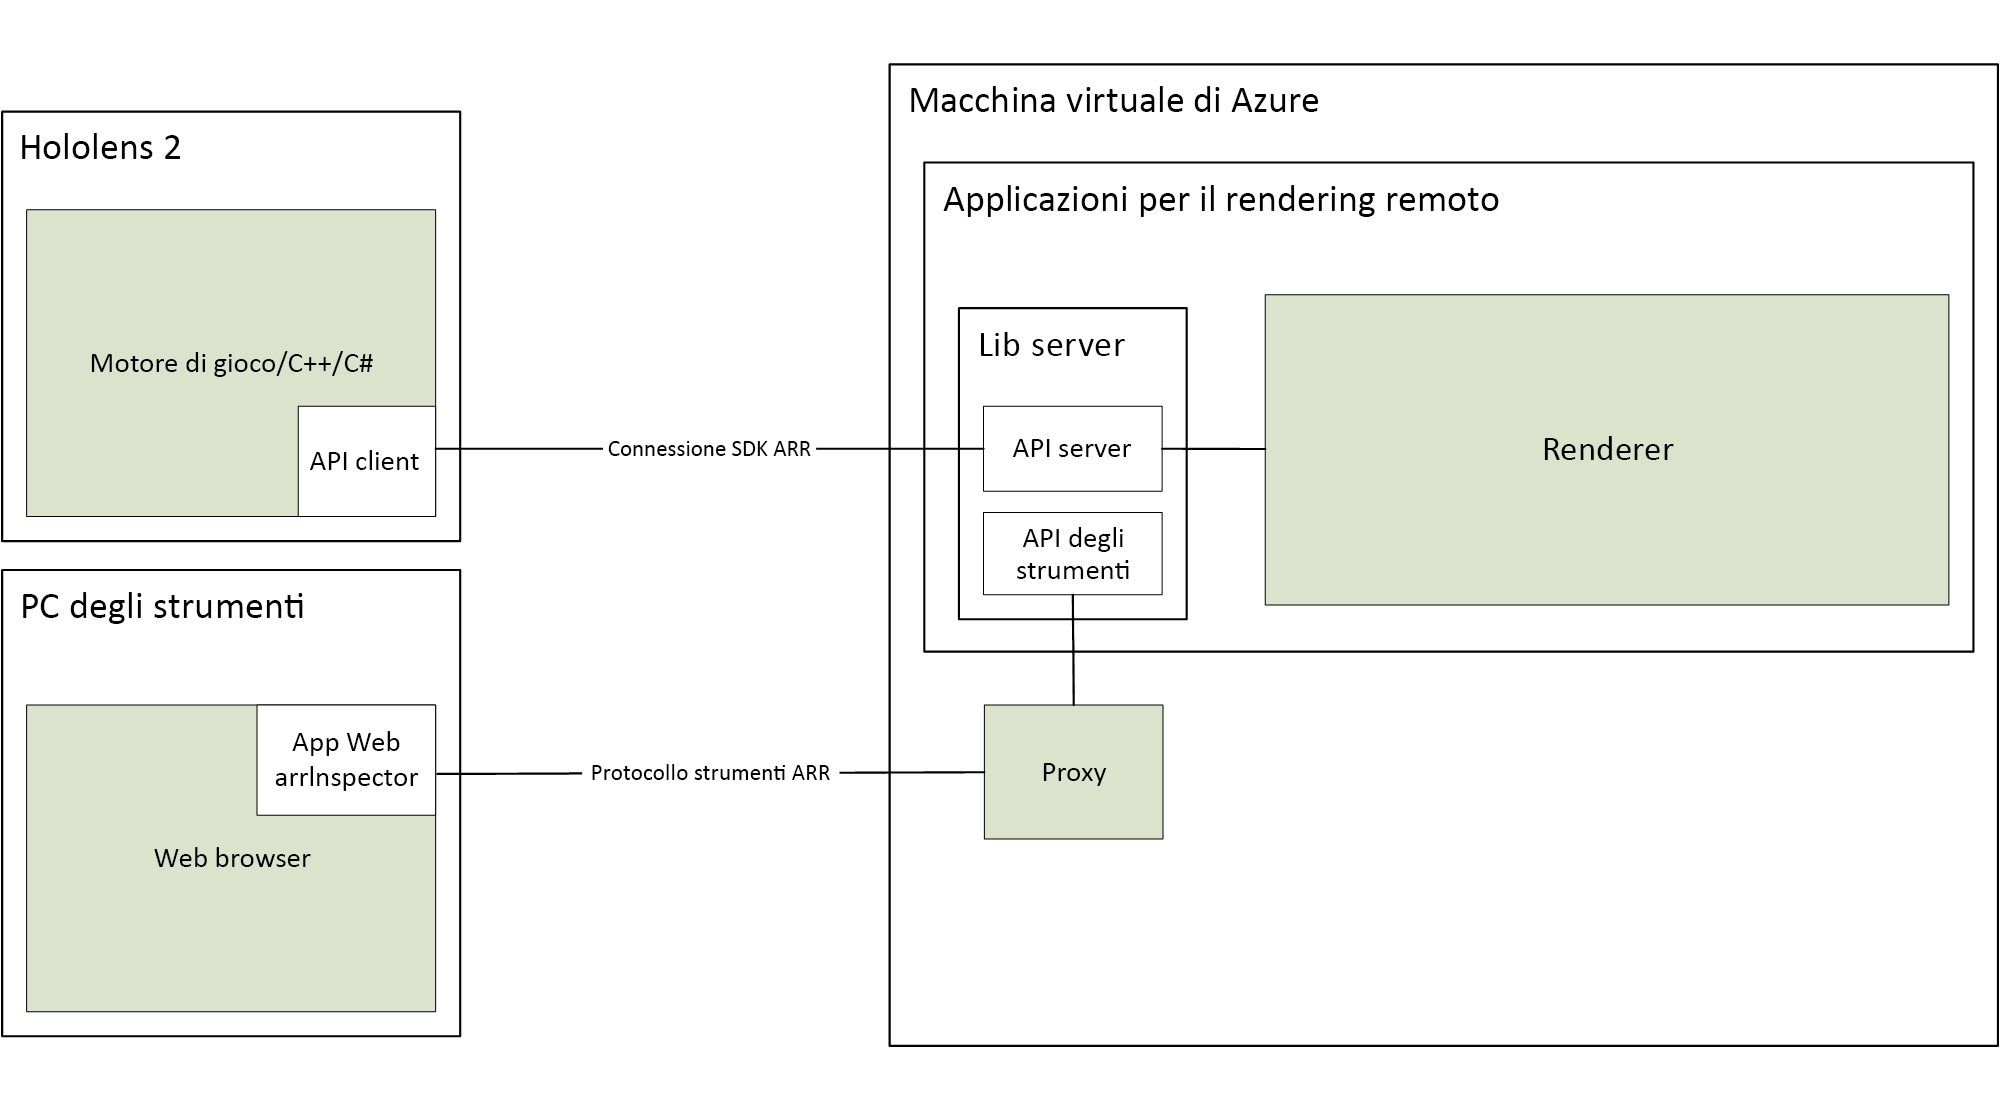 Hololens 2
Motore di gioco/C++/C#
API client
Connessione SDK ARR
PC degli strumenti
App Web
arrInspector
Web browser
Protocollo strumenti ARR
Macchina virtuale di Azure
Applicazioni per il rendering remoto
Lib server
API server
API degli
strumenti
Renderer
Proxy